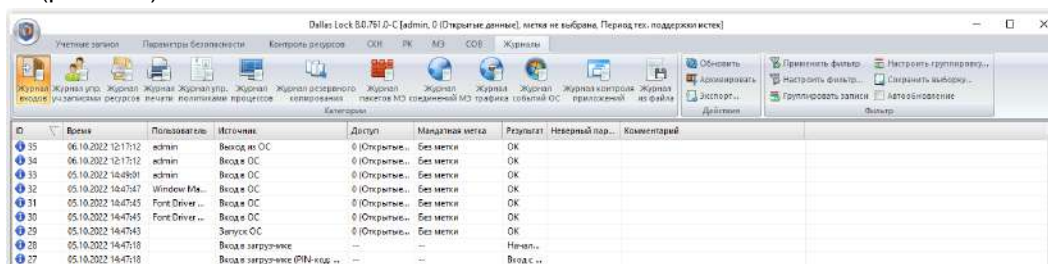 Dallas Lock 8.0.761.0-C [admin, 0 (Открытые данные), метка не выбрана, Период тех. поддержки истек]
Учетные записи Параметры безопасности Контроль ресурсов СКН РК МЭ СОВ Журналы
Журнал входов
Журнал упр. учетзаписями
Журнал ресурсов
Журнал печати
Журнал упр. политиками
Журнал процессов
Журнал резервного копирования
Журнал пакетов МЭ
Журнал соединений МЭ
Журнал трафика
Журнал событий ОС
Журнал контроля приложений
Журнал из файла
Категории
Обновить
Архивировать
Экспорт...
Действия
Применить фильтр
Настроить фильтр...
Группировать записи
Настроить группировку...
Сохранить выборку...
Автообновление
Фильтр
ID Время Пользователь Источник Доступ Мандатная метка Результат Неверный пар... Комментарий
35 06.10.2022 12:17:12 admin Выход из ОС 0 (Открытые... Без метки OK
34 06.10.2022 12:17:12 admin Вход в ОС 0 (Открытые... Без метки OK
33 05.10.2022 14:49:01 admin Вход в ОС 0 (Открытые... Без метки OK
32 05.10.2022 14:47:47 Window Ma... Вход в ОС 0 (Открытые... Без метки OK
31 05.10.2022 14:47:45 Font Driver ... Вход в ОС 0 (Открытые... Без метки OK
30 05.10.2022 14:47:45 Font Driver ... Вход в ОС 0 (Открытые... Без метки OK
29 05.10.2022 14:47:43 Запуск ОС 0 (Открытые... Без метки OK
28 05.10.2022 14:47:18 Вход в загрузчике -- -- Начал...
27 05.10.2022 14:47:18 Вход в загрузчике (PIN-код: ... -- -- Вход с ...